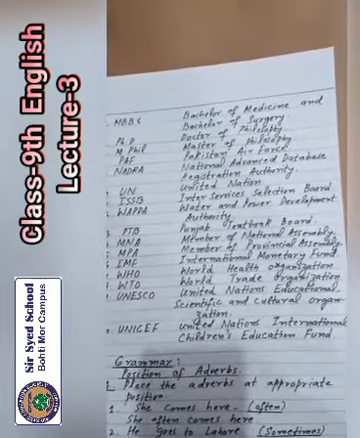 Class-9th English
Lecture-3
Sir Syed School
Bohti Mor Campus
MBBS Bachelor of Medicine and
Bachelor of Surgery
Ph D Doctor of Philosophy.
M Phil Master of Philosophy
PAF Pakistan Air Force
NADRA National Advanced Database
Registration Authority.
UN United Nation
ISSB Inter Services Selection Board.
WAPPA Water and Power Development
Authority.
PTB Punjab Textbook Board.
MNA Member of National Assembly.
MPA Member of Provincial Assembly.
IMF International Monetary Fund.
WHO World Health organization
WTO World Trade Organization
UNESCO United Nations Educational
Scientific and cultural organ-
zation.
UNICEF united Nations International
Children's Education Fund.
Grammar:
Position of Adverbs.
Place the adverbs at appropriate
position
1. She comes here. (often)
She often comes here
2. He goes to Lahore. (Sometimes)